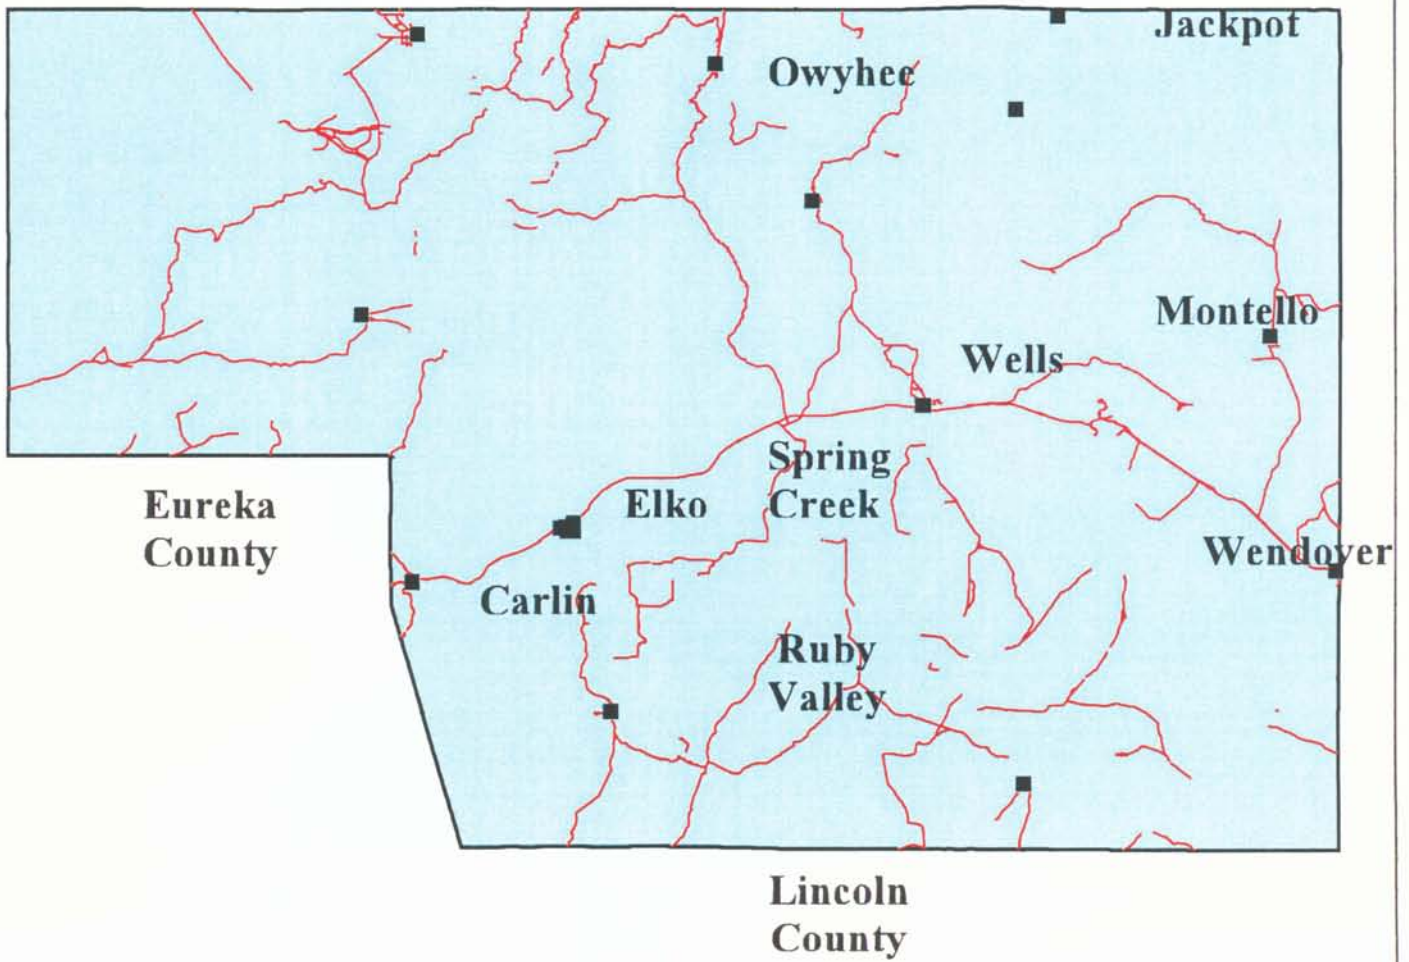 Jackpot
Owyhee
Montello
Wells
Spring
Creek
Elko
Eureka
County
Wendover
Carlin
Ruby
Valley
Lincoln
County